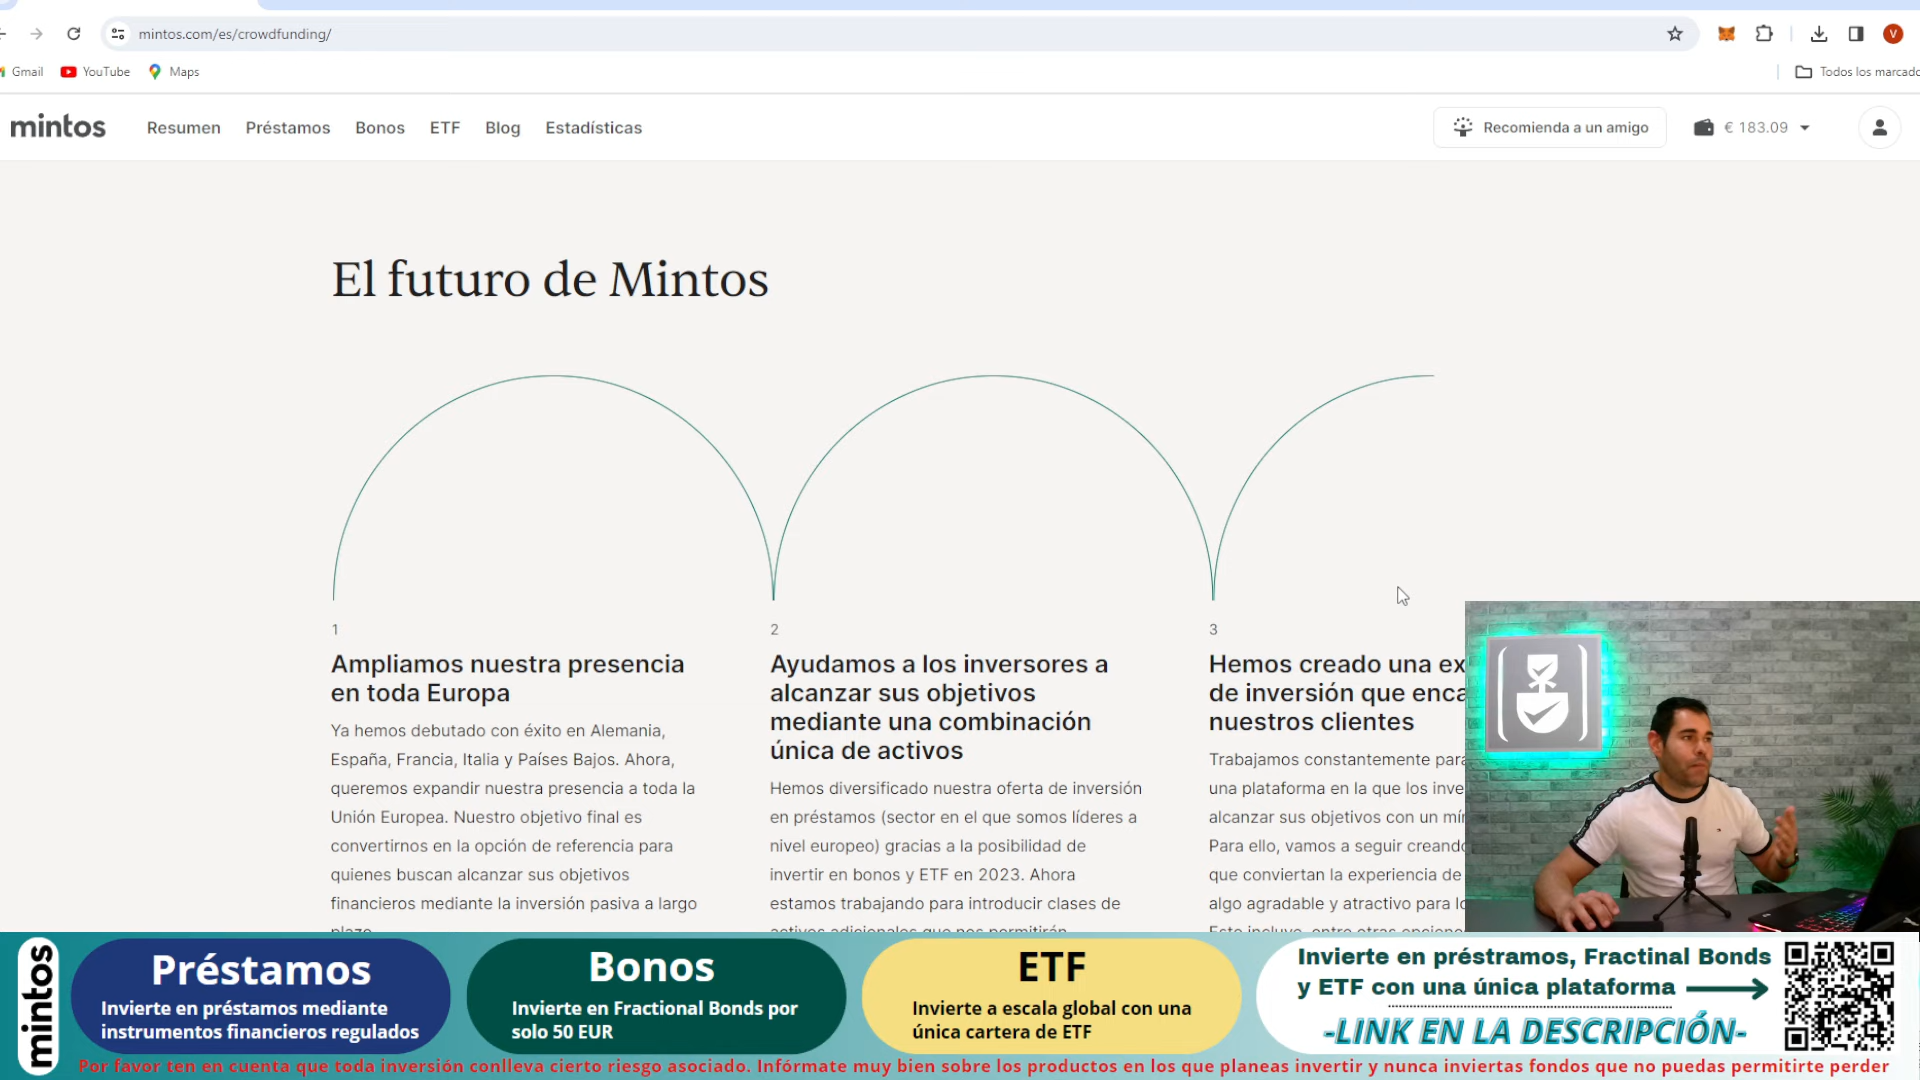 mintos.com/es/crowdfunding/
V
Gmail
YouTube
Maps
Todos los marcado
mintos
Resumen
Préstamos
Bonos
ETF
Blog
Estadísticas
Recomienda a un amigo
€ 183.09
El futuro de Mintos
1
Ampliamos nuestra presencia
en toda Europa
Ya hemos debutado con éxito en Alemania,
España, Francia, Italia y Países Bajos. Ahora,
queremos expandir nuestra presencia a toda la
Unión Europea. Nuestro objetivo final es
convertirnos en la opción de referencia para
quienes buscan alcanzar sus objetivos
financieros mediante la inversión pasiva a largo
plazo.
2
Ayudamos a los inversores a
alcanzar sus objetivos
mediante una combinación
única de activos
Hemos diversificado nuestra oferta de inversión
en préstamos (sector en el que somos líderes a
nivel europeo) gracias a la posibilidad de
invertir en bonos y ETF en 2023. Ahora
estamos trabajando para introducir clases de
activos adicionales que nos permitirán
3
Hemos creado una ex
de inversión que enca
nuestros clientes
Trabajamos constantemente para
una plataforma en la que los inve
alcanzar sus objetivos con un mí
Para ello, vamos a seguir creando
que conviertan la experiencia de
algo agradable y atractivo para lo
Esto incluye, entre otras opciones
mintos
Préstamos
Invierte en préstamos mediante
instrumentos financieros regulados
Bonos
Invierte en Fractional Bonds por
solo 50 EUR
ETF
Invierte a escala global con una
única cartera de ETF
Invierte en préstramos, Fractinal Bonds
y ETF con una única plataforma
-LINK EN LA DESCRIPCIÓN-
Por favor ten en cuenta que toda inversión conlleva cierto riesgo asociado. Infórmate muy bien sobre los productos en los que planeas invertir y nunca inviertas fondos que no puedas permitirte perder